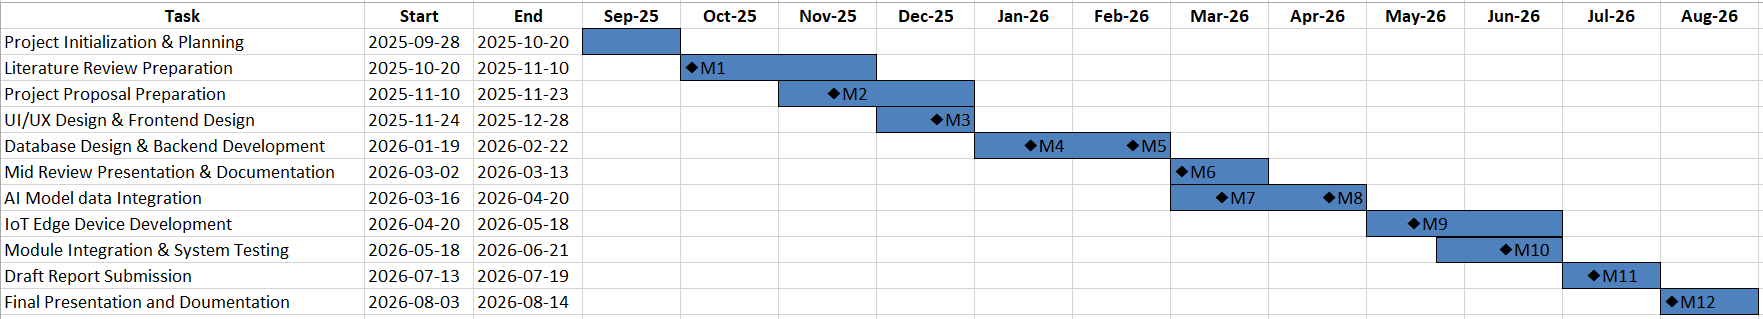 Task Start End Sep-25 Oct-25 Nov-25 Dec-25 Jan-26 Feb-26 Mar-26 Apr-26 May-26 Jun-26 Jul-26 Aug-26
Project Initialization & Planning 2025-09-28 2025-10-20
Literature Review Preparation 2025-10-20 2025-11-10 ◆M1
Project Proposal Preparation 2025-11-10 2025-11-23 ◆M2
UI/UX Design & Frontend Design 2025-11-24 2025-12-28 ◆M3
Database Design & Backend Development 2026-01-19 2026-02-22 ◆M4 ◆M5
Mid Review Presentation & Documentation 2026-03-02 2026-03-13 ◆M6
AI Model data Integration 2026-03-16 2026-04-20 ◆M7 ◆M8
IoT Edge Device Development 2026-04-20 2026-05-18 ◆M9
Module Integration & System Testing 2026-05-18 2026-06-21 ◆M10
Draft Report Submission 2026-07-13 2026-07-19 ◆M11
Final Presentation and Doumentation 2026-08-03 2026-08-14 ◆M12